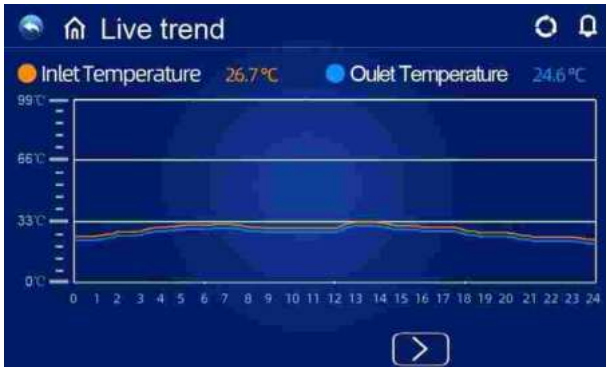 Live trend
Inlet Temperature 26.7℃ Oulet Temperature 24.6℃
99℃
66℃
33℃
0℃
0 1 2 3 4 5 6 7 8 9 10 11 12 13 14 15 16 17 18 19 20 21 22 23 24